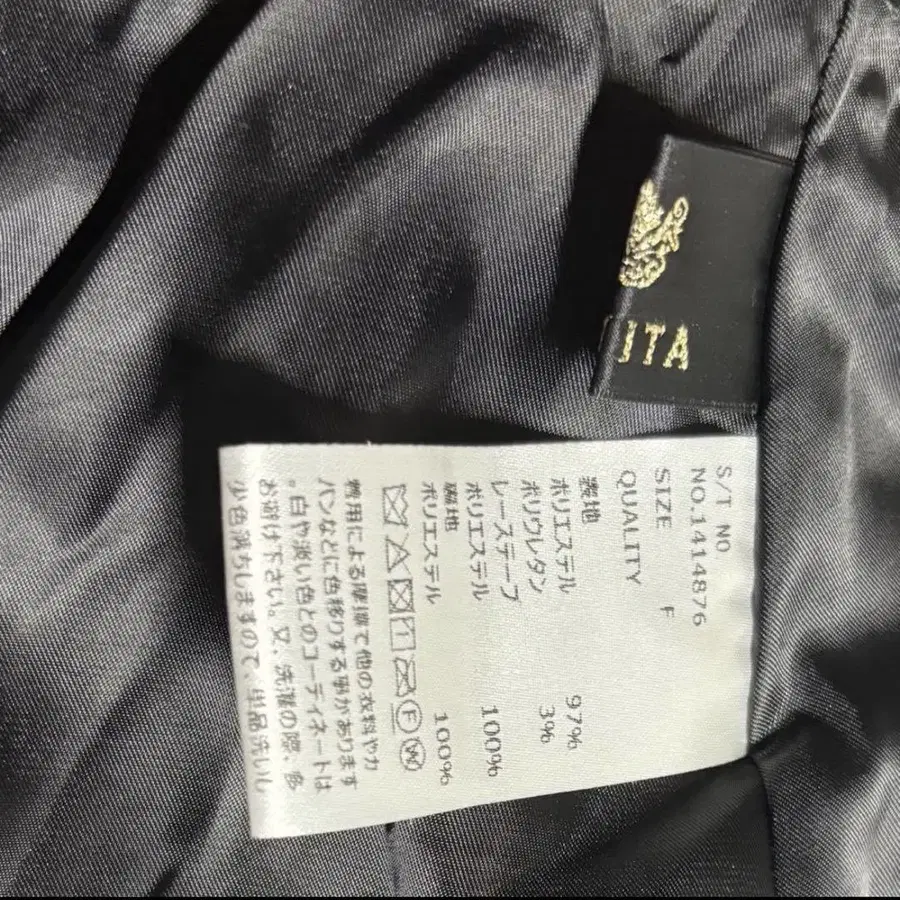 ITA
S/T NO
NO.1414876
SIZE F
QUALITY
表地
ポリエステル 97%
ポリウレタン 3%
レーステープ
ポリエステル 100%
裏地
ポリエステル 100%
F W
着用による摩擦で他の衣料やカ
バンなどに色移りする事があります
。白や淡い色とのコーディネートは
お避け下さい。又、洗濯の際、多
少色落ちしますので、単品洗いし